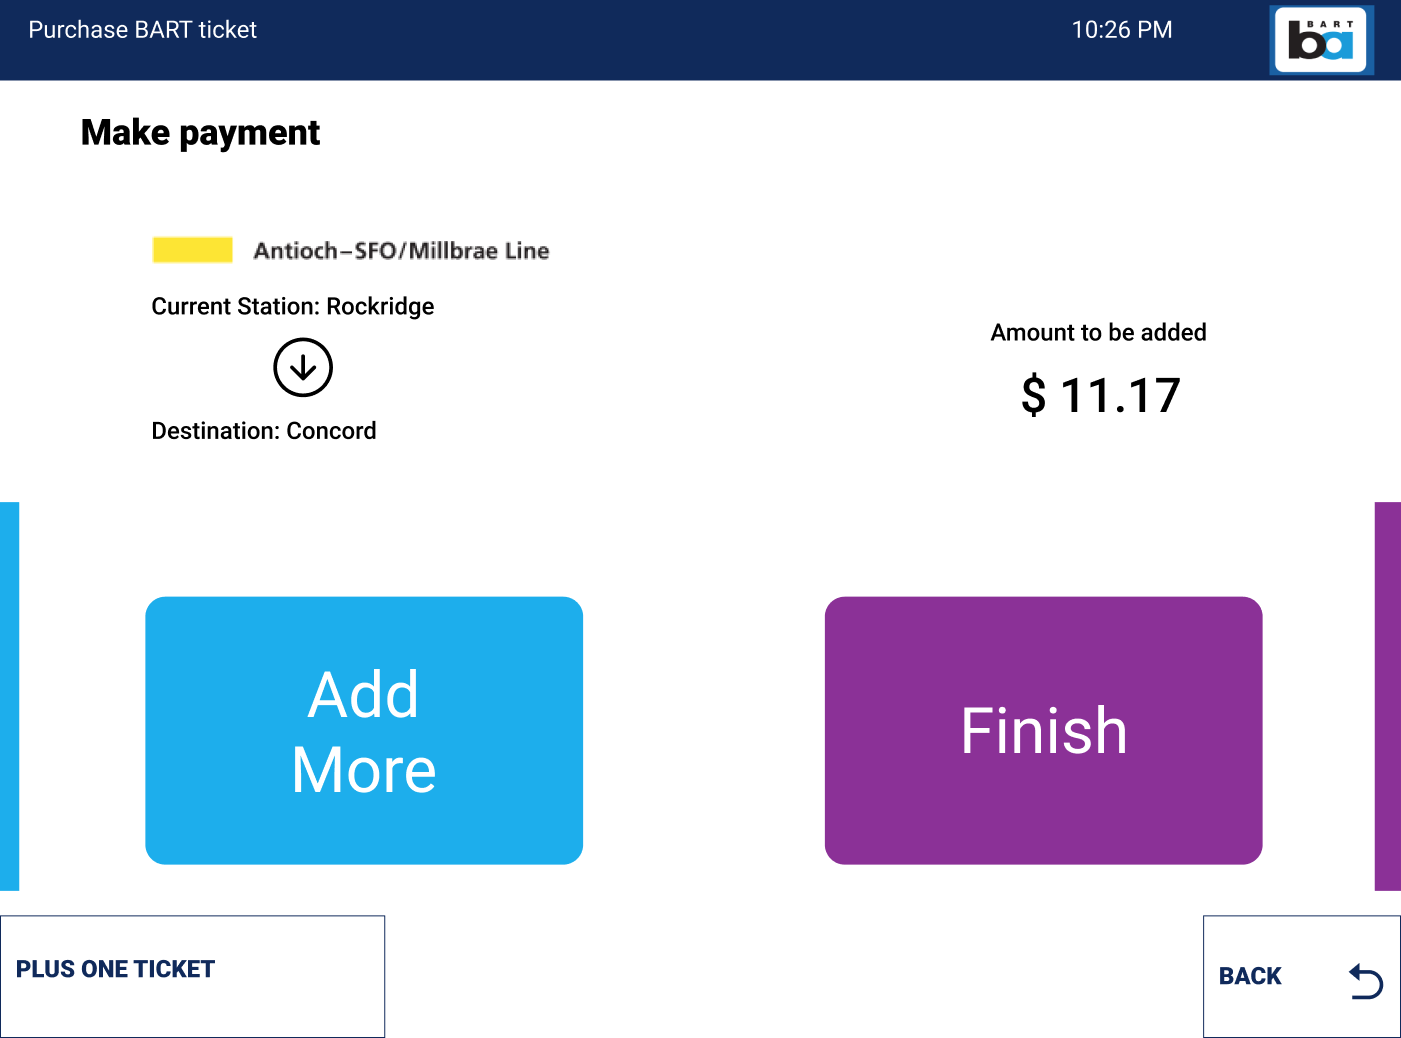 Purchase BART ticket
10:26 PM
BART
ba
Make payment
Antioch–SFO/Millbrae Line
Current Station: Rockridge
Destination: Concord
Amount to be added
$ 11.17
Add
More
Finish
PLUS ONE TICKET
BACK